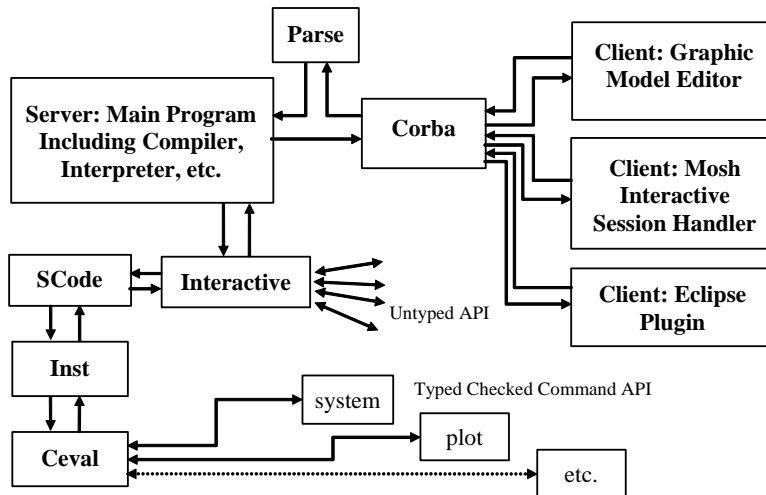 Parse
Client: Graphic
Model Editor
Server: Main Program
Including Compiler,
Interpreter, etc.
Corba
Client: Mosh
Interactive
Session Handler
SCode
Interactive
Untyped API
Client: Eclipse
Plugin
Inst
system
Typed Checked Command API
plot
Ceval
etc.